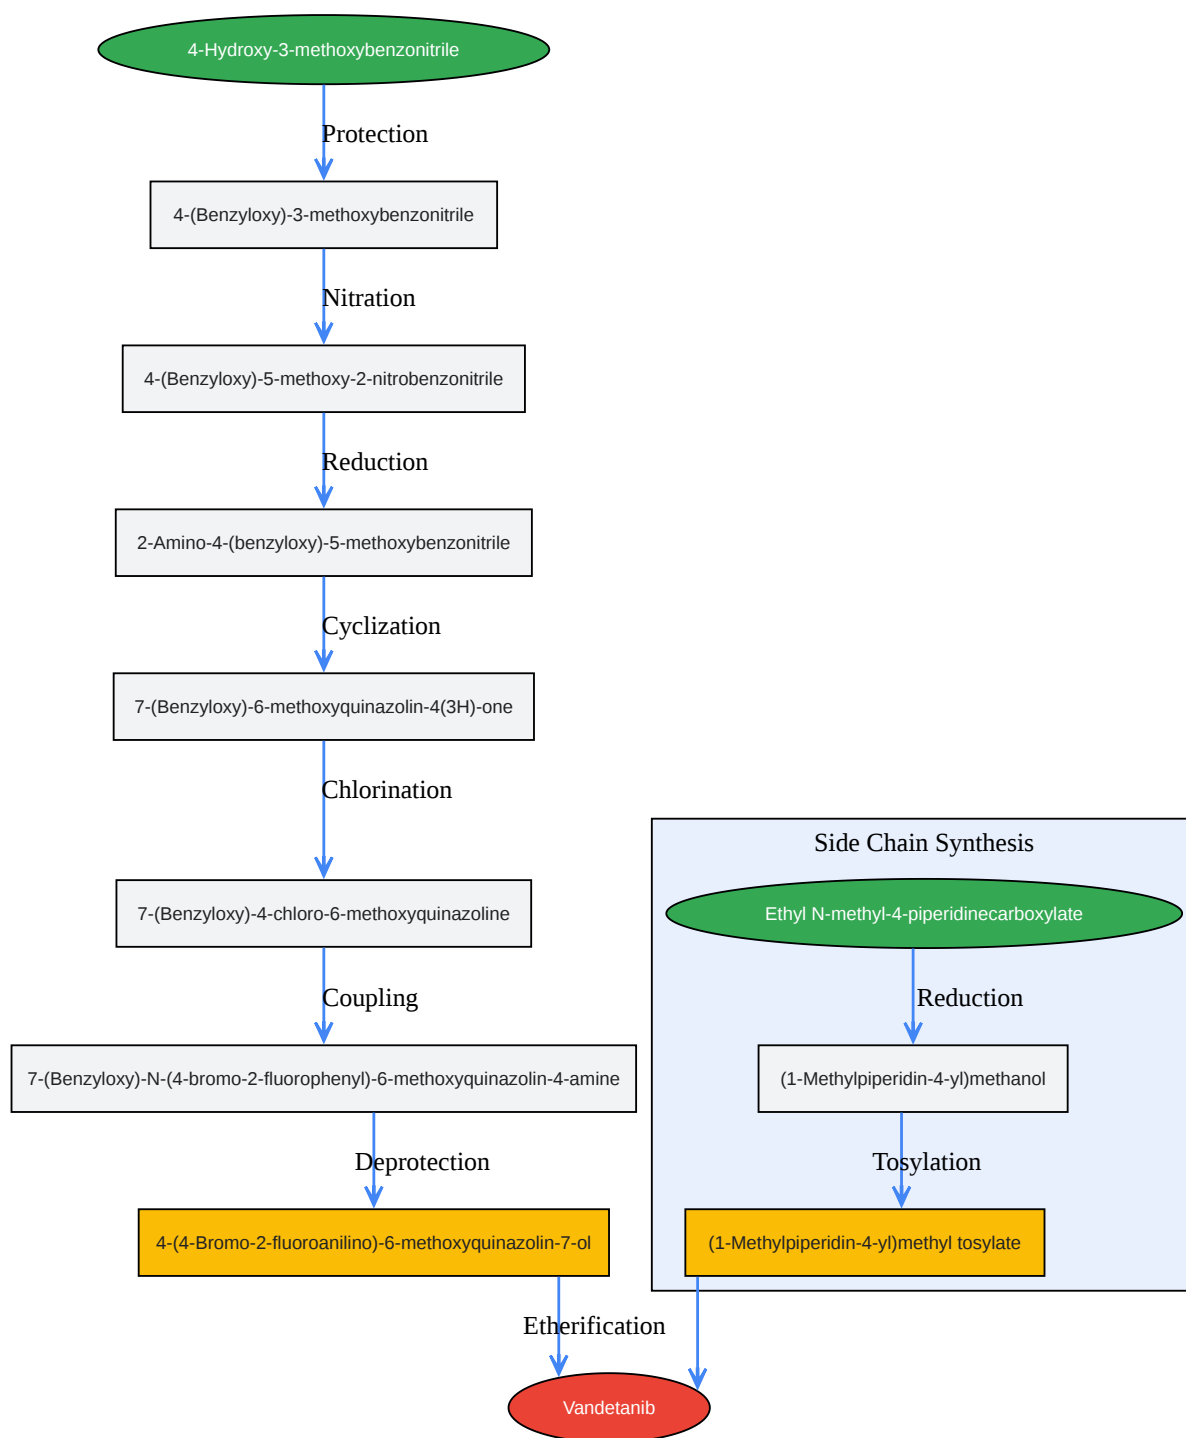 4-Hydroxy-3-methoxybenzonitrile
Protection
4-(Benzyloxy)-3-methoxybenzonitrile
Nitration
4-(Benzyloxy)-5-methoxy-2-nitrobenzonitrile
Reduction
2-Amino-4-(benzyloxy)-5-methoxybenzonitrile
Cyclization
7-(Benzyloxy)-6-methoxyquinazolin-4(3H)-one
Chlorination
7-(Benzyloxy)-4-chloro-6-methoxyquinazoline
Coupling
7-(Benzyloxy)-N-(4-bromo-2-fluorophenyl)-6-methoxyquinazolin-4-amine
Deprotection
4-(4-Bromo-2-fluoroanilino)-6-methoxyquinazolin-7-ol
Side Chain Synthesis
Ethyl N-methyl-4-piperidinecarboxylate
Reduction
(1-Methylpiperidin-4-yl)methanol
Tosylation
(1-Methylpiperidin-4-yl)methyl tosylate
Etherification
Vandetanib